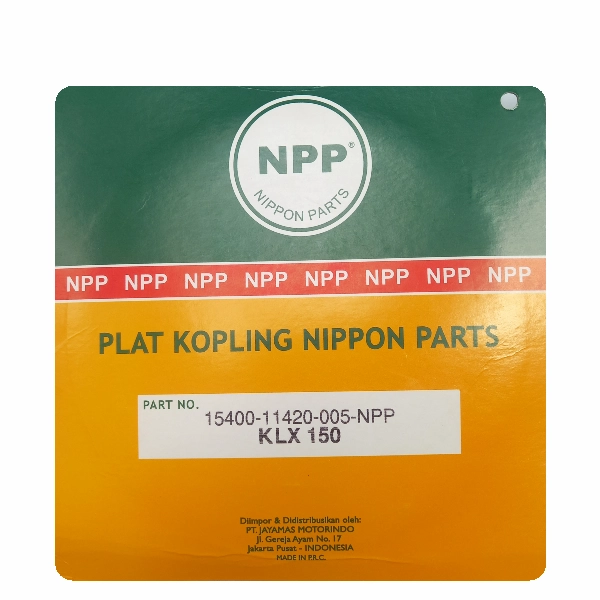 NPP®
NIPPON PARTS
NPP NPP NPP NPP NPP NPP NPP NPP
PLAT KOPLING NIPPON PARTS
PART NO.
15400-11420-005-NPP
KLX 150
Diimpor & Didistribusikan oleh:
PT. JAYAMAS MOTORINDO
Jl. Gereja Ayam No. 17
Jakarta Pusat - INDONESIA
MADE IN P.R.C.